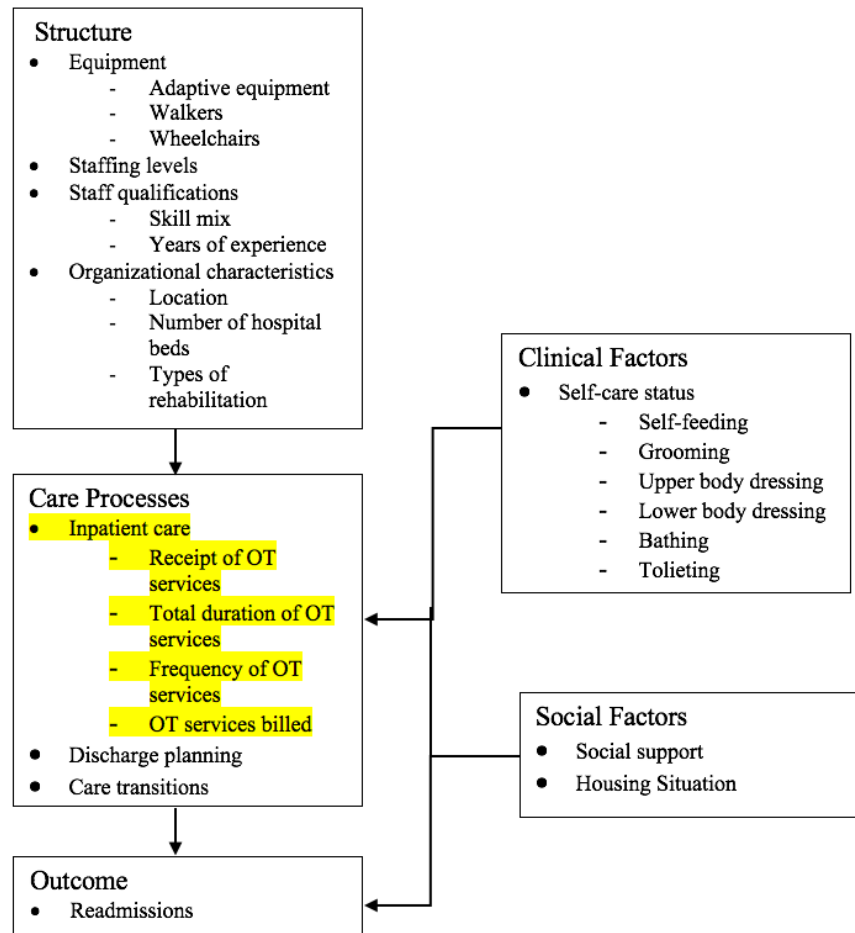 Structure
• Equipment
- Adaptive equipment
- Walkers
- Wheelchairs
• Staffing levels
• Staff qualifications
- Skill mix
- Years of experience
• Organizational characteristics
- Location
- Number of hospital
beds
- Types of
rehabilitation
Care Processes
• Inpatient care
- Receipt of OT
services
- Total duration of OT
services
- Frequency of OT
services
- OT services billed
• Discharge planning
• Care transitions
Outcome
• Readmissions
Clinical Factors
• Self-care status
- Self-feeding
- Grooming
- Upper body dressing
- Lower body dressing
- Bathing
- Tolieting
Social Factors
• Social support
• Housing Situation